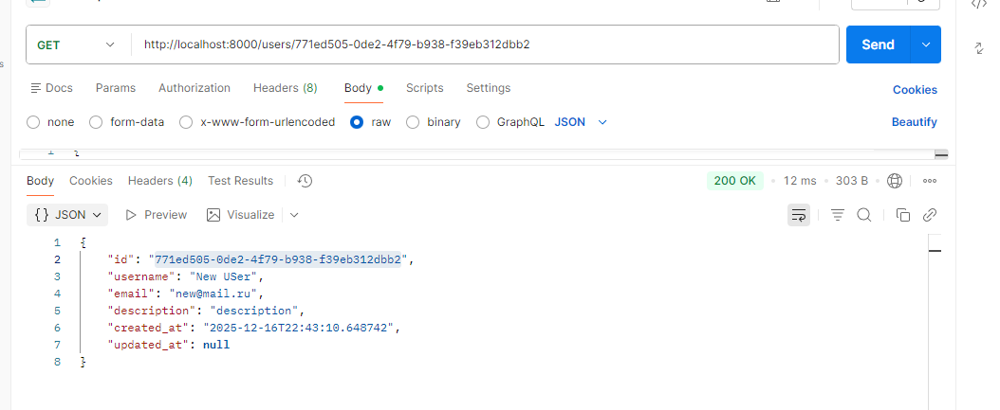 GET http://localhost:8000/users/771ed505-0de2-4f79-b938-f39eb312dbb2 Send
Docs Params Authorization Headers (8) Body Scripts Settings Cookies
none form-data x-www-form-urlencoded raw binary GraphQL JSON Beautify
1 {
Body Cookies Headers (4) Test Results 200 OK • 12 ms • 303 B
{} JSON Preview Visualize
1 {
2 "id": "771ed505-0de2-4f79-b938-f39eb312dbb2",
3 "username": "New USer",
4 "email": "new@mail.ru",
5 "description": "description",
6 "created_at": "2025-12-16T22:43:10.648742",
7 "updated_at": null
8 }